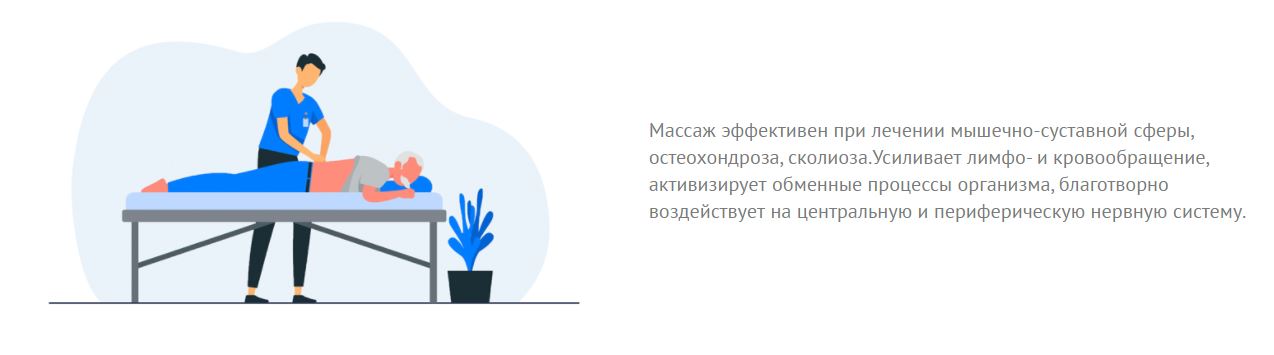 Массаж эффективен при лечении мышечно-суставной сферы,
остеохондроза, сколиоза.Усиливает лимфо- и кровообращение,
активизирует обменные процессы организма, благотворно
воздействует на центральную и периферическую нервную систему.